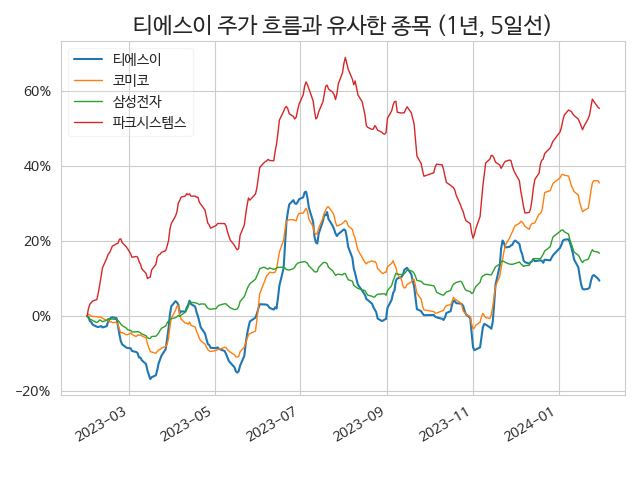 티에스이 주가 흐름과 유사한 종목 (1년, 5일선)
티에스이
코미코
삼성전자
파크시스템스
60%
40%
20%
0%
−20%
2023−03
2023−05
2023−07
2023−09
2023−11
2024−01